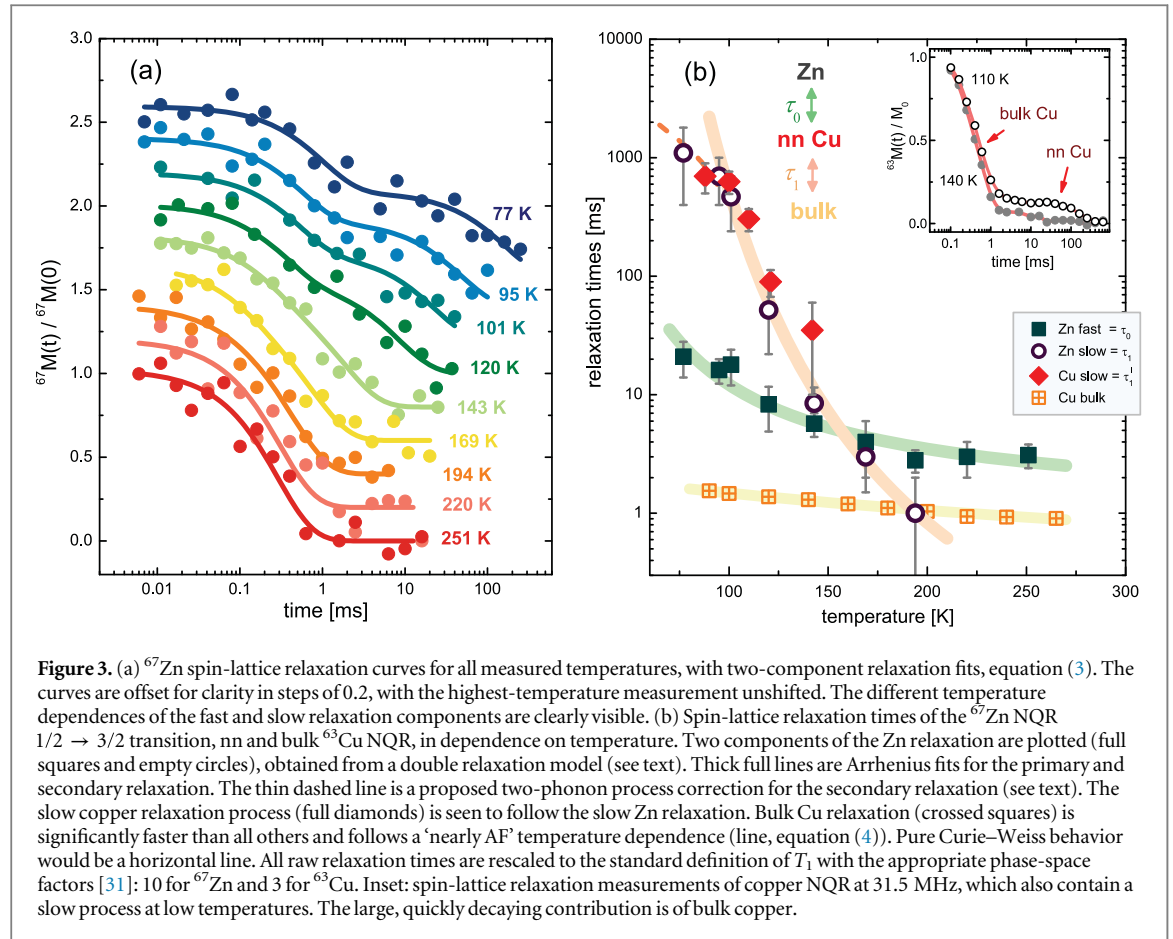 (a)
3.0
2.5
2.0
1.5
1.0
0.5
0.0
⁶⁷M(t) / ⁶⁷M(0)
77 K
95 K
101 K
120 K
143 K
169 K
194 K
220 K
251 K
0.01 0.1 1 10 100
time [ms]
(b)
10000
1000
100
10
1
relaxation times [ms]
Zn
τ₀
nn Cu
τ₁
bulk
1.0
0.5
0.0
⁶³M(t) / M₀
110 K
bulk Cu
nn Cu
140 K
0.1 1 10 100
time [ms]
Zn fast = τ₀
Zn slow = τ₁
Cu slow = τ₁'
Cu bulk
100 150 200 250 300
temperature [K]
Figure 3. (a) ⁶⁷Zn spin-lattice relaxation curves for all measured temperatures, with two-component relaxation fits, equation (3). The
curves are offset for clarity in steps of 0.2, with the highest-temperature measurement unshifted. The different temperature
dependences of the fast and slow relaxation components are clearly visible. (b) Spin-lattice relaxation times of the ⁶⁷Zn NQR
1/2 → 3/2 transition, nn and bulk ⁶³Cu NQR, in dependence on temperature. Two components of the Zn relaxation are plotted (full
squares and empty circles), obtained from a double relaxation model (see text). Thick full lines are Arrhenius fits for the primary and
secondary relaxation. The thin dashed line is a proposed two-phonon process correction for the secondary relaxation (see text). The
slow copper relaxation process (full diamonds) is seen to follow the slow Zn relaxation. Bulk Cu relaxation (crossed squares) is
significantly faster than all others and follows a ‘nearly AF’ temperature dependence (line, equation (4)). Pure Curie–Weiss behavior
would be a horizontal line. All raw relaxation times are rescaled to the standard definition of T₁ with the appropriate phase-space
factors [31]: 10 for ⁶⁷Zn and 3 for ⁶³Cu. Inset: spin-lattice relaxation measurements of copper NQR at 31.5 MHz, which also contain a
slow process at low temperatures. The large, quickly decaying contribution is of bulk copper.